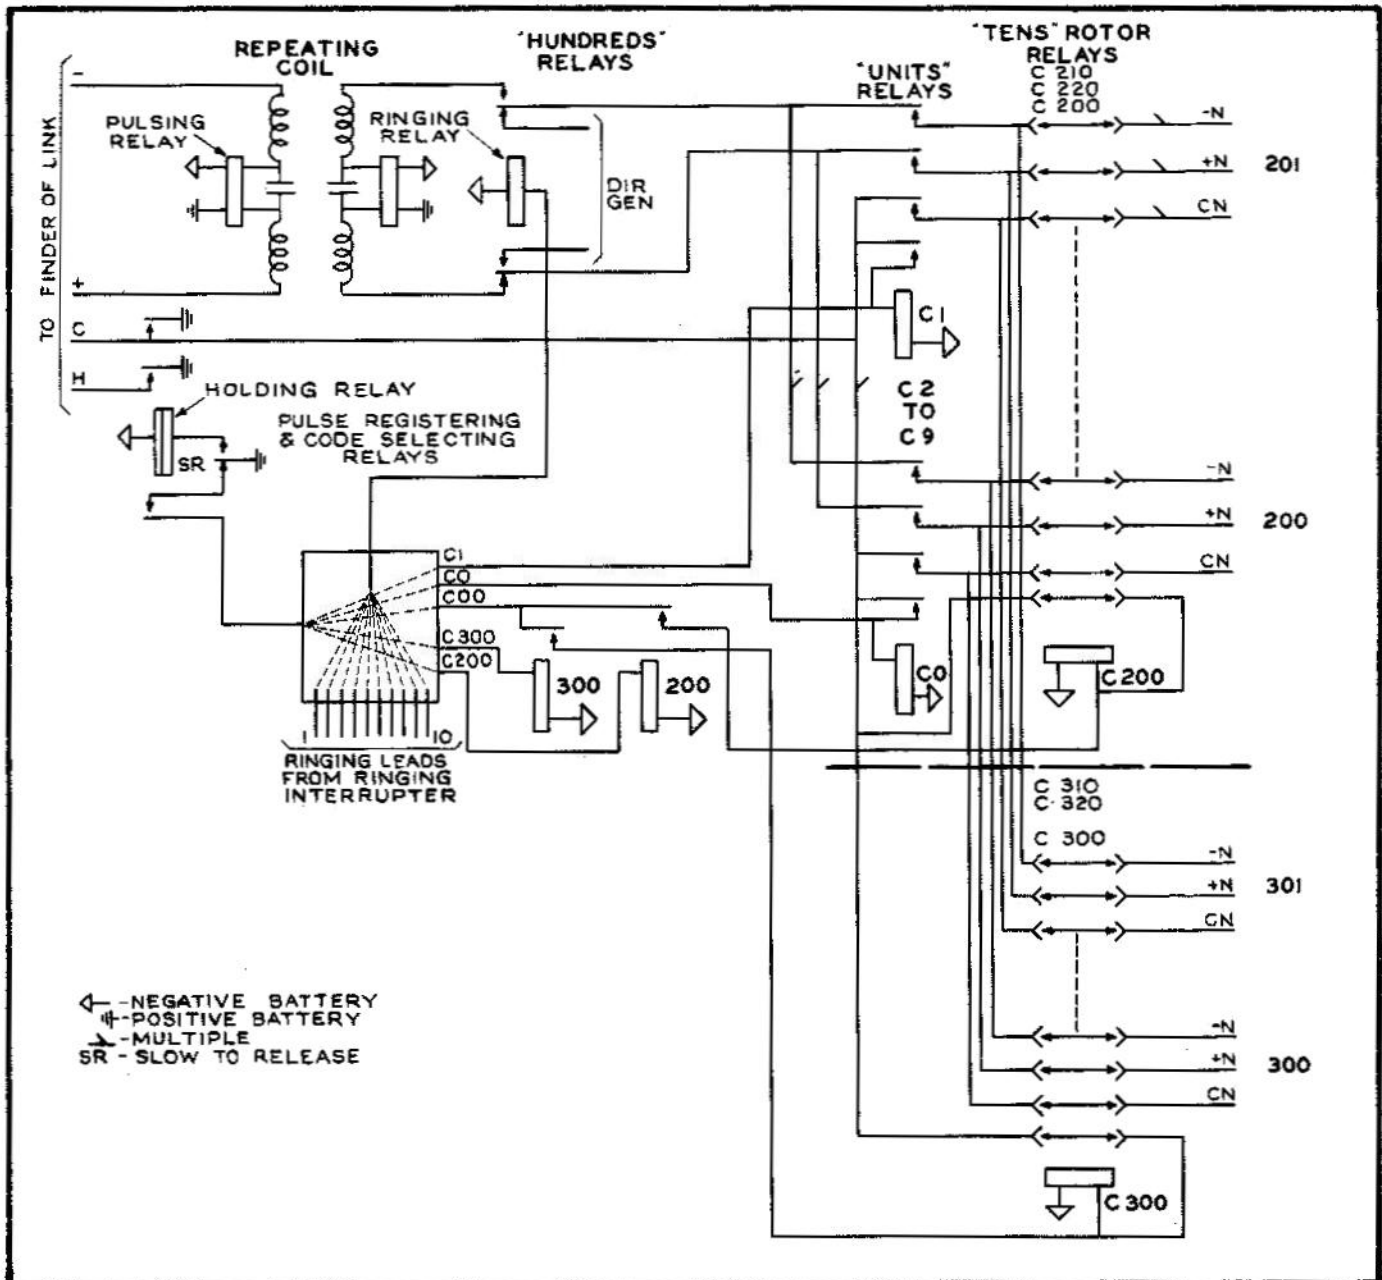 REPEATING
COIL
"HUNDREDS"
RELAYS
"TENS" ROTOR
RELAYS
C 210
C 220
C 200
"UNITS"
RELAYS
-
PULSING
RELAY
RINGING
RELAY
-N
+N
201
CN
DIR
GEN
TO FINDER OF LINK
+
C
H
C1
HOLDING RELAY
C 2
TO
C 9
PULSE REGISTERING
& CODE SELECTING
RELAYS
SR
-N
+N
200
CN
C1
C0
C00
C300
C200
300
200
C0
C 200
1
10
RINGING LEADS
FROM RINGING
INTERRUPTER
C 310
C 320
C 300
-N
+N
301
CN
-NEGATIVE BATTERY
-POSITIVE BATTERY
-MULTIPLE
SR - SLOW TO RELEASE
-N
+N
300
CN
C 300